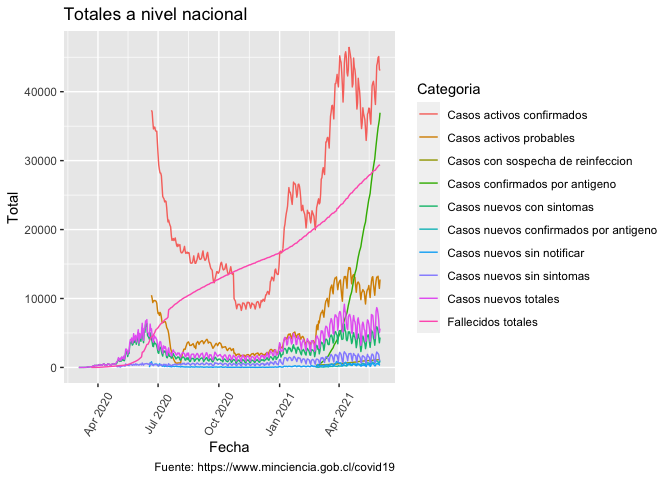 Totales a nivel nacional
Total
40000
30000
20000
10000
0
Apr 2020
Jul 2020
Oct 2020
Jan 2021
Apr 2021
Fecha
Fuente: https://www.minciencia.gob.cl/covid19
Categoria
Casos activos confirmados
Casos activos probables
Casos con sospecha de reinfeccion
Casos confirmados por antigeno
Casos nuevos con sintomas
Casos nuevos confirmados por antigeno
Casos nuevos sin notificar
Casos nuevos sin sintomas
Casos nuevos totales
Fallecidos totales